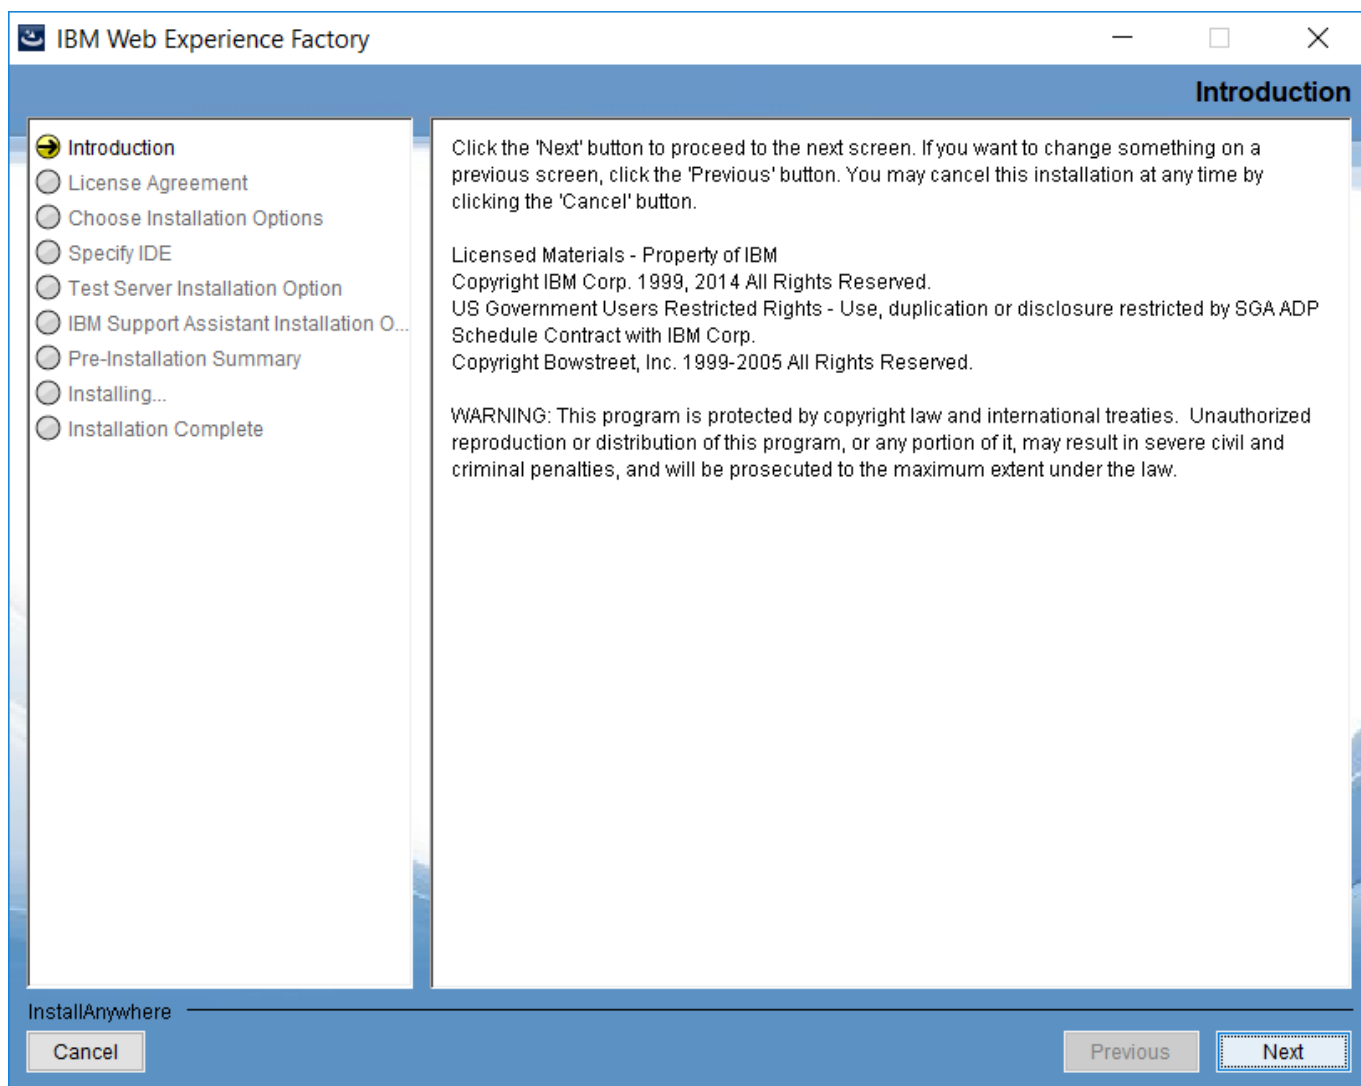 IBM Web Experience Factory
Introduction
Introduction
License Agreement
Choose Installation Options
Specify IDE
Test Server Installation Option
IBM Support Assistant Installation O...
Pre-Installation Summary
Installing...
Installation Complete
Click the 'Next' button to proceed to the next screen. If you want to change something on a
previous screen, click the 'Previous' button. You may cancel this installation at any time by
clicking the 'Cancel' button.
Licensed Materials - Property of IBM
Copyright IBM Corp. 1999, 2014 All Rights Reserved.
US Government Users Restricted Rights - Use, duplication or disclosure restricted by SGA ADP
Schedule Contract with IBM Corp.
Copyright Bowstreet, Inc. 1999-2005 All Rights Reserved.
WARNING: This program is protected by copyright law and international treaties.  Unauthorized
reproduction or distribution of this program, or any portion of it, may result in severe civil and
criminal penalties, and will be prosecuted to the maximum extent under the law.
InstallAnywhere
Cancel
Previous
Next